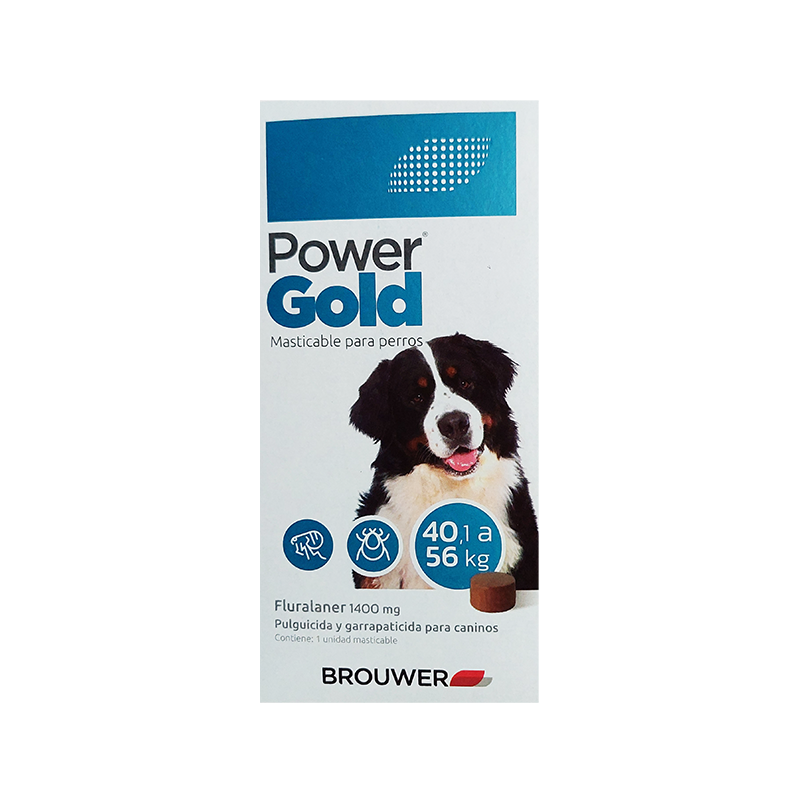 Power®
Gold
Masticable para perros
40,1 a
56 kg
Fluralaner 1400 mg
Pulguicida y garrapaticida para caninos
Contiene: 1 unidad masticable
BROUWER